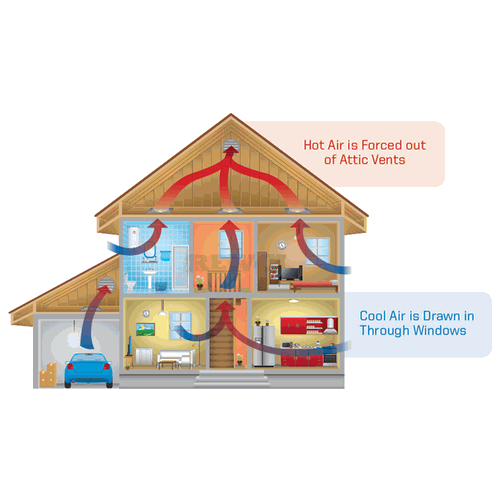 Hot Air is Forced out
of Attic Vents
Cool Air is Drawn in
Through Windows